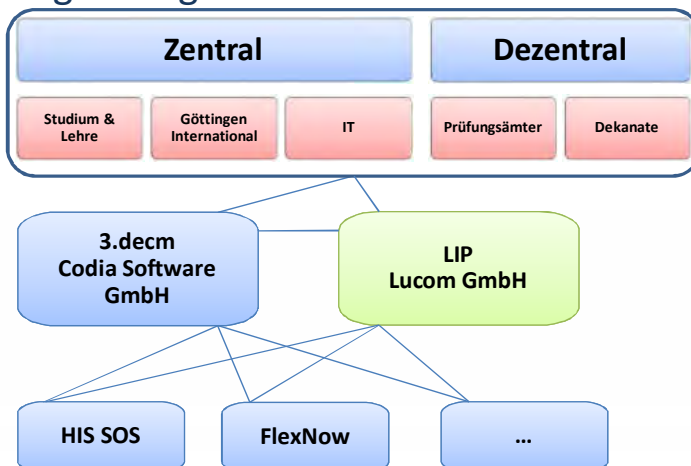 Zentral
Dezentral
Studium &
Lehre
Göttingen
International
IT
Prüfungsämter
Dekanate
3.decm
Codia Software
GmbH
LIP
Lucom GmbH
HIS SOS
FlexNow
...